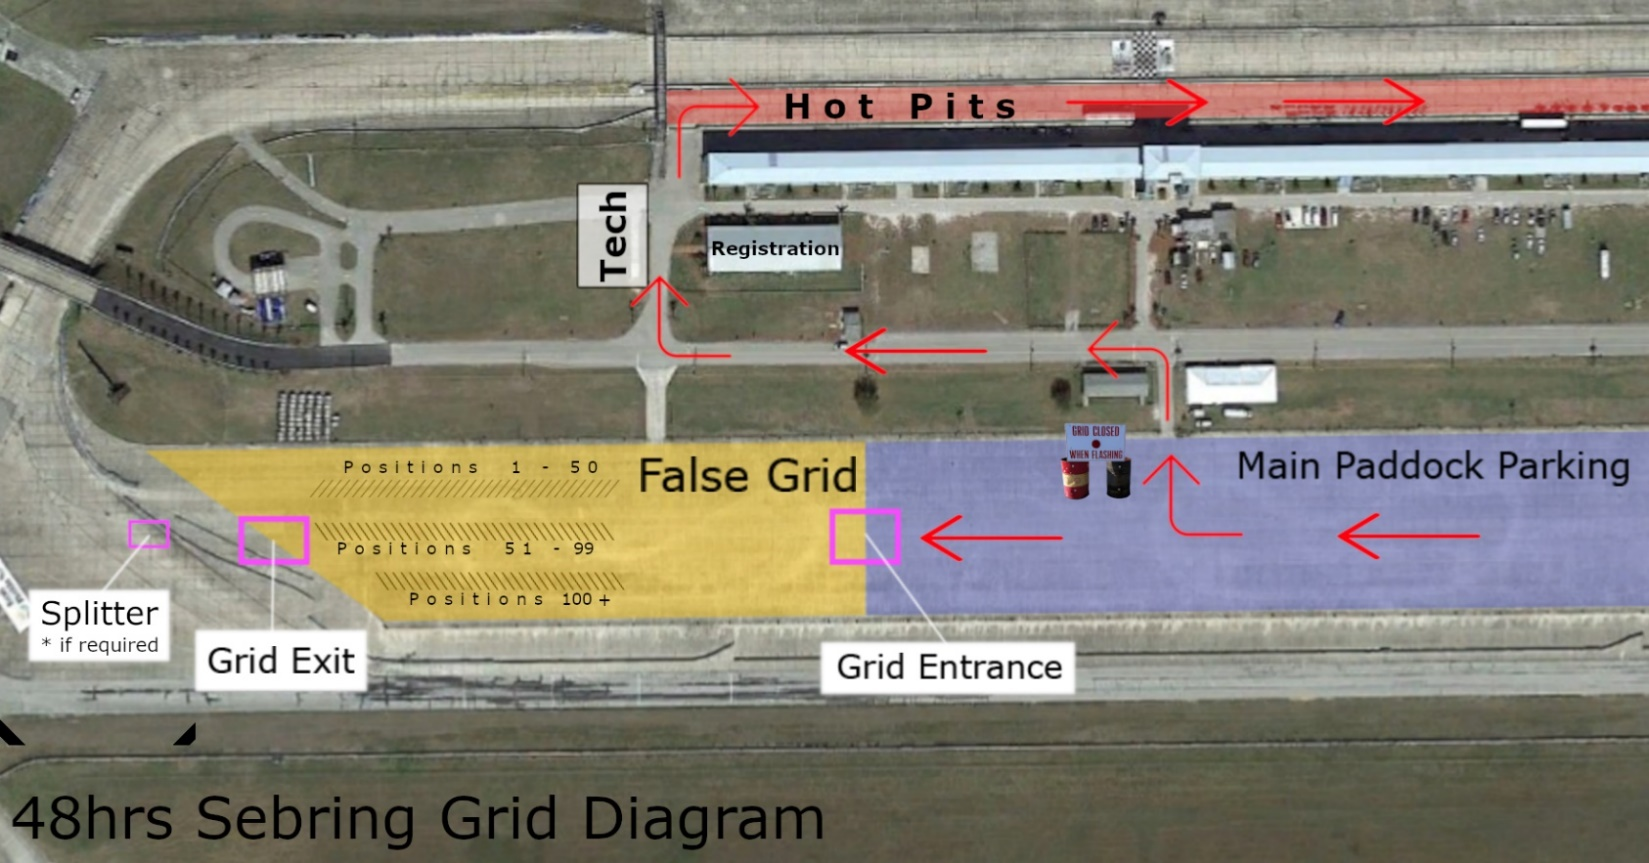 Hot Pits
Tech
Registration
GRID CLOSED
WHEN FLASHING
Positions 1 - 50
False Grid
Main Paddock Parking
Positions 51 - 99
Positions 100+
Splitter
* if required
Grid Exit
Grid Entrance
48hrs Sebring Grid Diagram